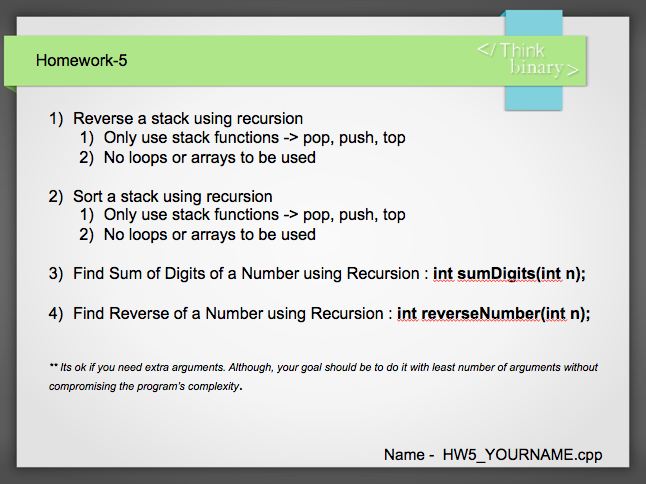 Homework-5
</ Think
binary>
1) Reverse a stack using recursion
1) Only use stack functions -> pop, push, top
2) No loops or arrays to be used
2) Sort a stack using recursion
1) Only use stack functions -> pop, push, top
2) No loops or arrays to be used
3) Find Sum of Digits of a Number using Recursion : int sumDigits(int n);
4) Find Reverse of a Number using Recursion : int reverseNumber(int n);
** Its ok if you need extra arguments. Although, your goal should be to do it with least number of arguments without
compromising the program's complexity.
Name - HW5_YOURNAME.cpp